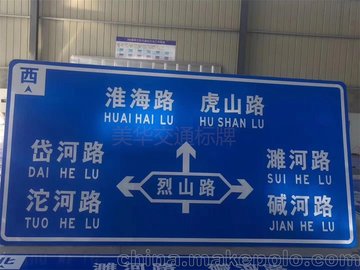 西
淮海路 虎山路
HUAI HAI LU HU SHAN LU
美华交通标牌
岱河路 濉河路
DAI HE LU SUI HE LU
烈山路
沱河路 碱河路
TUO HE LU JIAN HE LU
china.makepolo.com